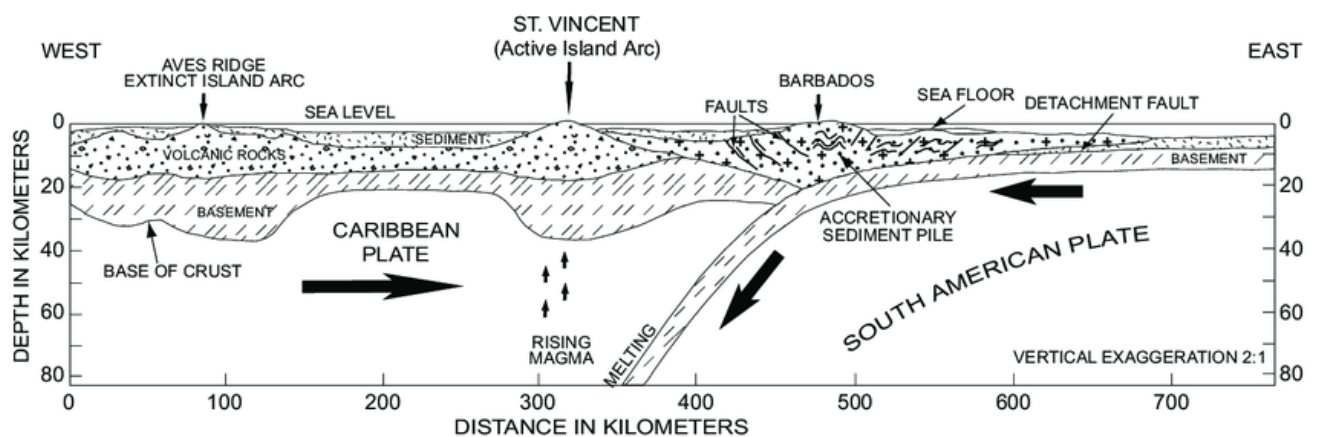 ST. VINCENT
(Active Island Arc)
WEST
EAST
AVES RIDGE
EXTINCT ISLAND ARC
BARBADOS
SEA LEVEL
FAULTS
SEA FLOOR
DETACHMENT FAULT
0
0
SEDIMENT
VOLCANIC ROCKS
BASEMENT
20
20
BASEMENT
ACCRETIONARY
SEDIMENT PILE
CARIBBEAN
PLATE
BASE OF CRUST
40
40
SOUTH AMERICAN PLATE
60
60
RISING
MAGMA
MELTING
VERTICAL EXAGGERATION 2:1
80
80
DEPTH IN KILOMETERS
0
100
200
300
400
500
600
700
DISTANCE IN KILOMETERS